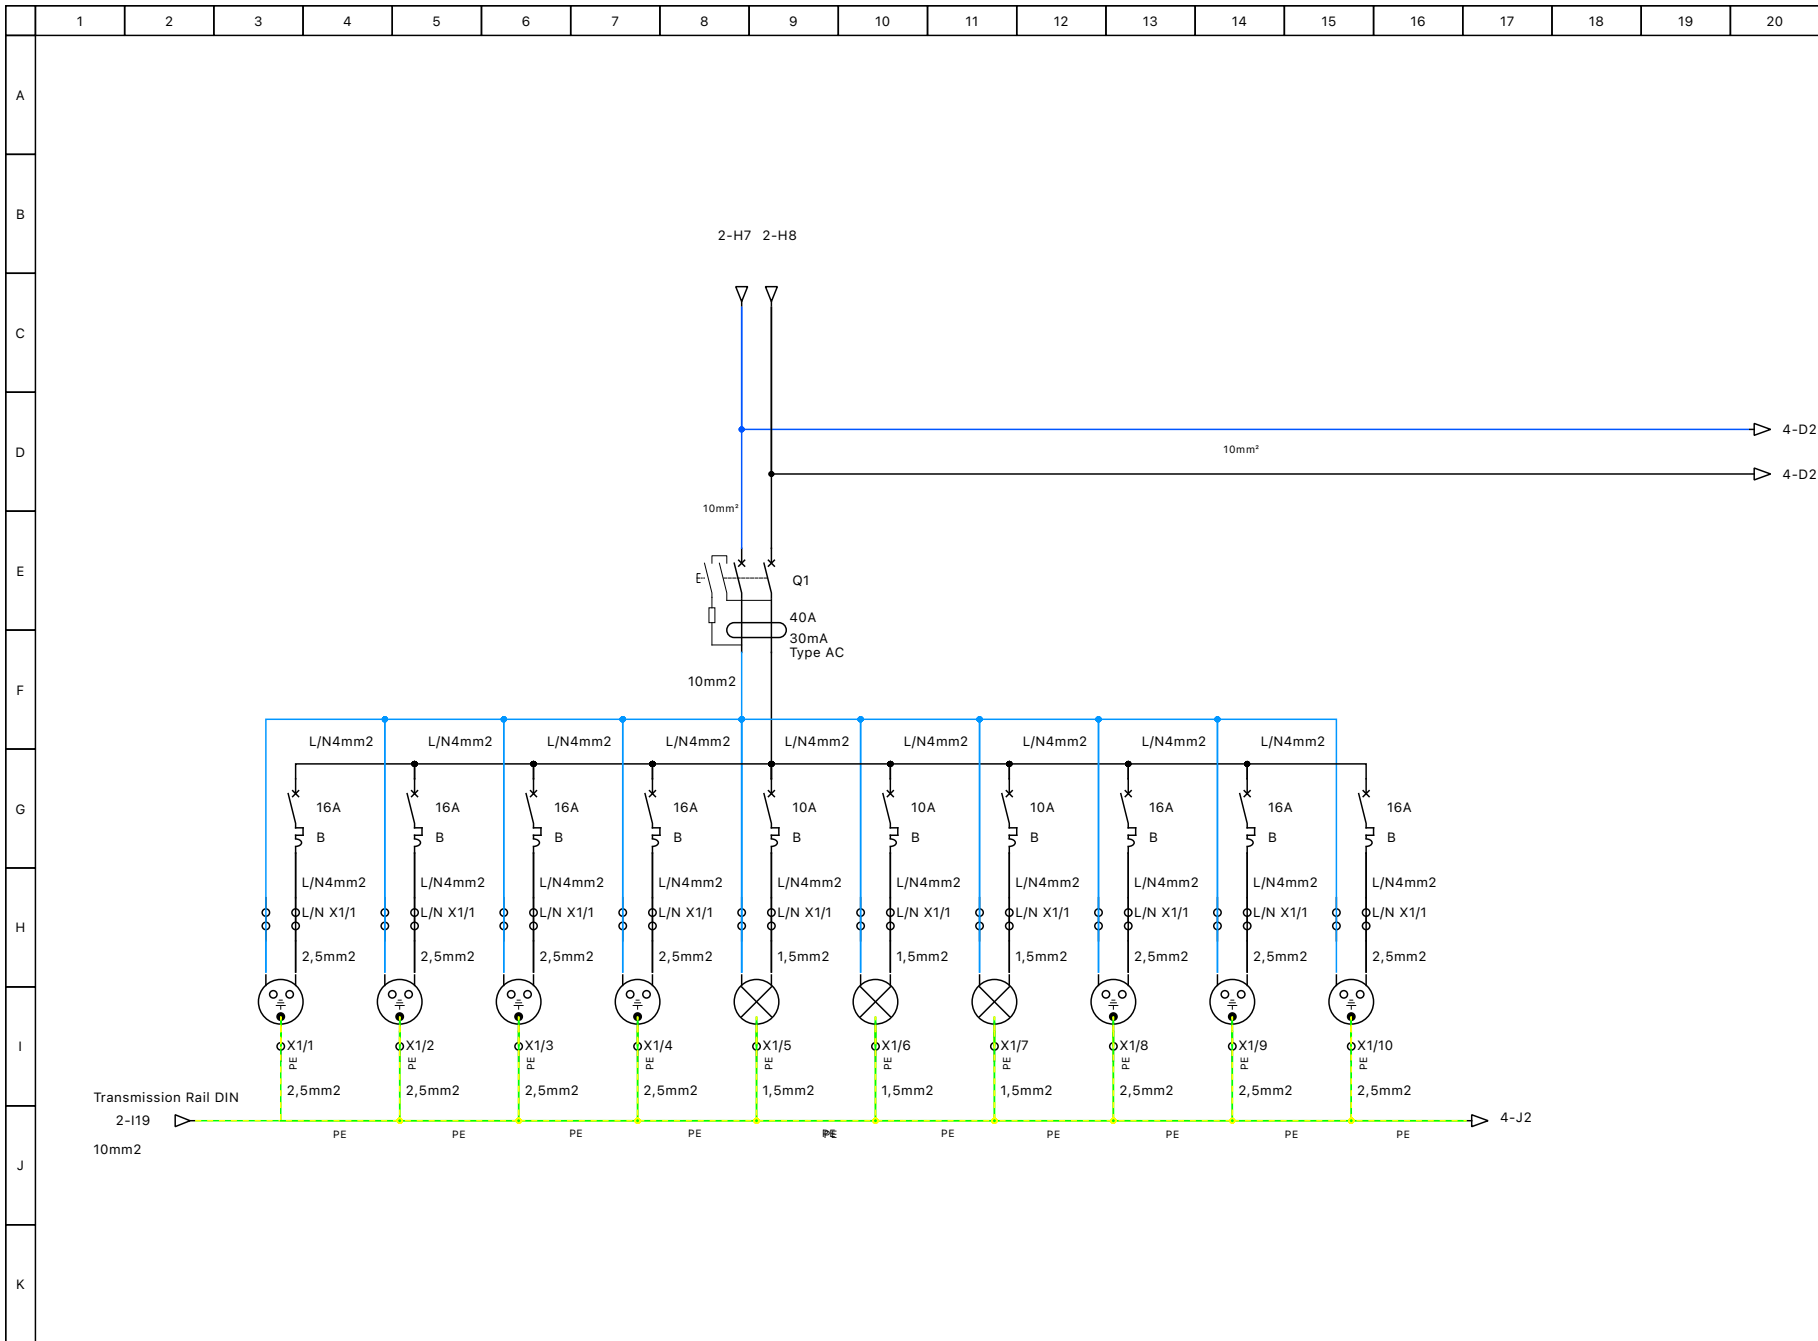 1 2 3 4 5 6 7 8 9 10 11 12 13 14 15 16 17 18 19 20
A
B
2-H7 2-H8
C
4-D2
D
10mm²
4-D2
10mm²
E
Q1
40A
30mA
Type AC
F
10mm2
L/N4mm2 L/N4mm2 L/N4mm2 L/N4mm2 L/N4mm2 L/N4mm2 L/N4mm2 L/N4mm2 L/N4mm2
G
16A 16A 16A 16A 10A 10A 10A 16A 16A 16A
B B B B B B B B B B
L/N4mm2 L/N4mm2 L/N4mm2 L/N4mm2 L/N4mm2 L/N4mm2 L/N4mm2 L/N4mm2 L/N4mm2 L/N4mm2
H
L/N X1/1 L/N X1/1 L/N X1/1 L/N X1/1 L/N X1/1 L/N X1/1 L/N X1/1 L/N X1/1 L/N X1/1 L/N X1/1
2,5mm2 2,5mm2 2,5mm2 2,5mm2 1,5mm2 1,5mm2 1,5mm2 2,5mm2 2,5mm2 2,5mm2
I
X1/1 X1/2 X1/3 X1/4 X1/5 X1/6 X1/7 X1/8 X1/9 X1/10
PE PE PE PE PE PE PE PE PE PE
2,5mm2 2,5mm2 2,5mm2 2,5mm2 1,5mm2 1,5mm2 1,5mm2 2,5mm2 2,5mm2 2,5mm2
Transmission Rail DIN
2-I19
4-J2
PE PE PE PE PE PE PE PE PE PE
10mm2
J
K